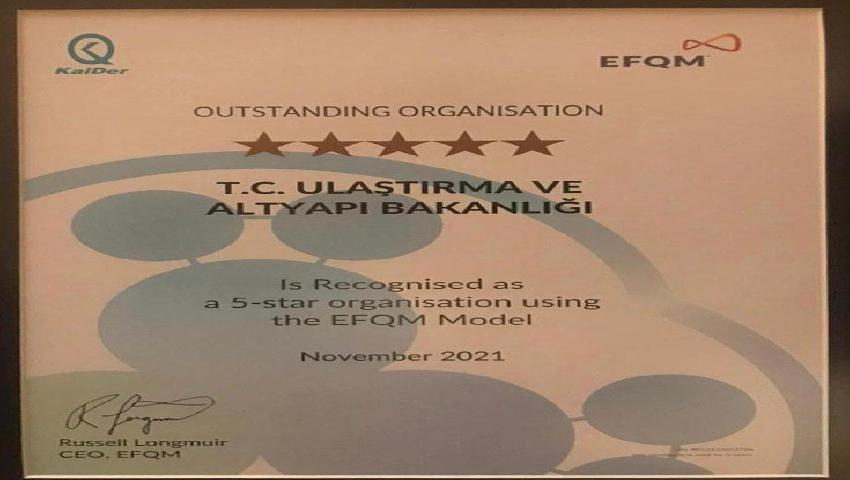 KalDer
EFQM
OUTSTANDING ORGANISATION
T.C. ULAŞTIRMA VE
ALTYAPI BAKANLIĞI
Is Recognised as
a 5-star organisation using
the EFQM Model
November 2021
Russell Longmuir
CEO, EFQM